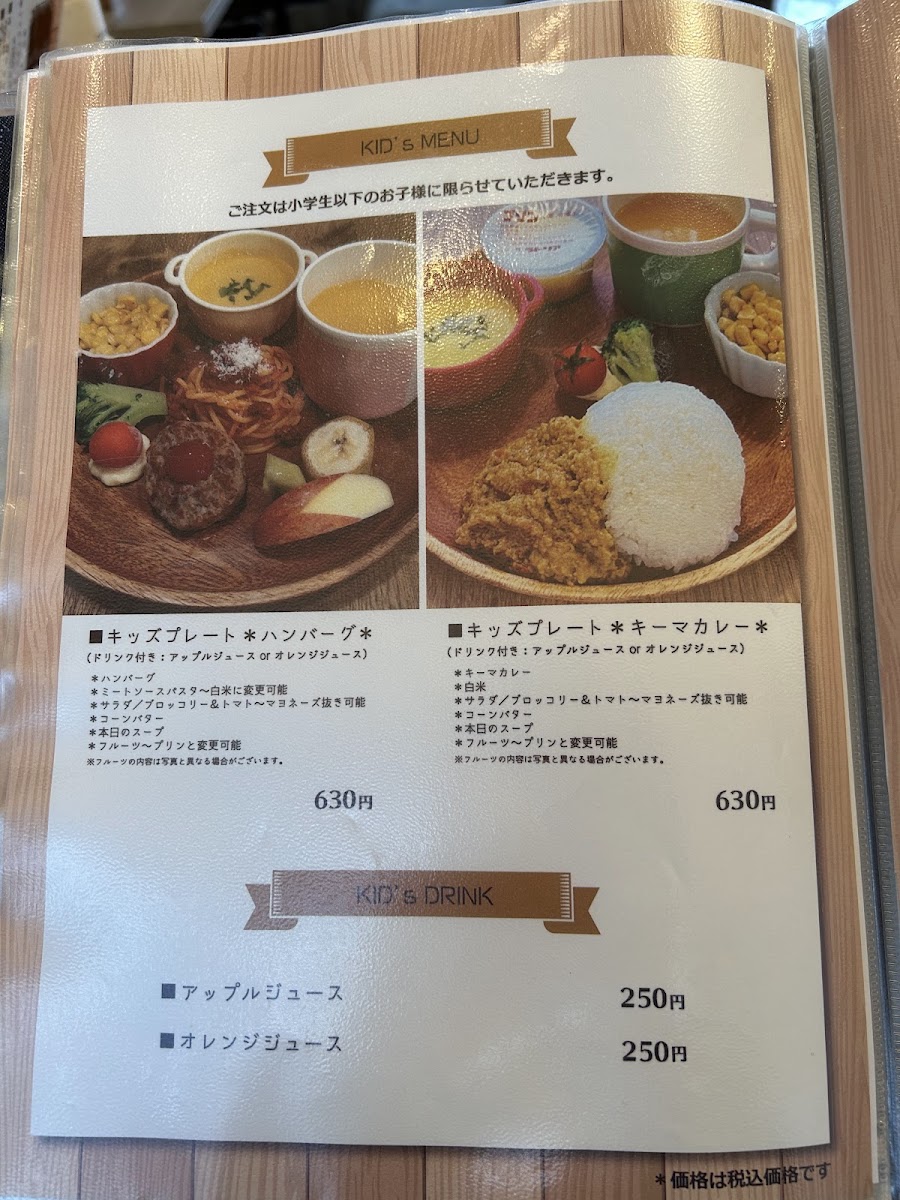 KID's MENU
ご注文は小学生以下のお子様に限らせていただきます。
■キッズプレート＊ハンバーグ＊
(ドリンク付き：アップルジュース or オレンジジュース)
＊ハンバーグ
＊ミートソースパスタ～白米に変更可能
＊サラダ／ブロッコリー＆トマト～マヨネーズ抜き可能
＊コーンバター
＊本日のスープ
＊フルーツ～プリンと変更可能
※フルーツの内容は写真と異なる場合がございます。
630円
■キッズプレート＊キーマカレー＊
(ドリンク付き：アップルジュース or オレンジジュース)
＊キーマカレー
＊白米
＊サラダ／ブロッコリー＆トマト～マヨネーズ抜き可能
＊コーンバター
＊本日のスープ
＊フルーツ～プリンと変更可能
※フルーツの内容は写真と異なる場合がございます。
630円
KID's DRINK
■アップルジュース 250円
■オレンジジュース 250円
＊価格は税込価格です